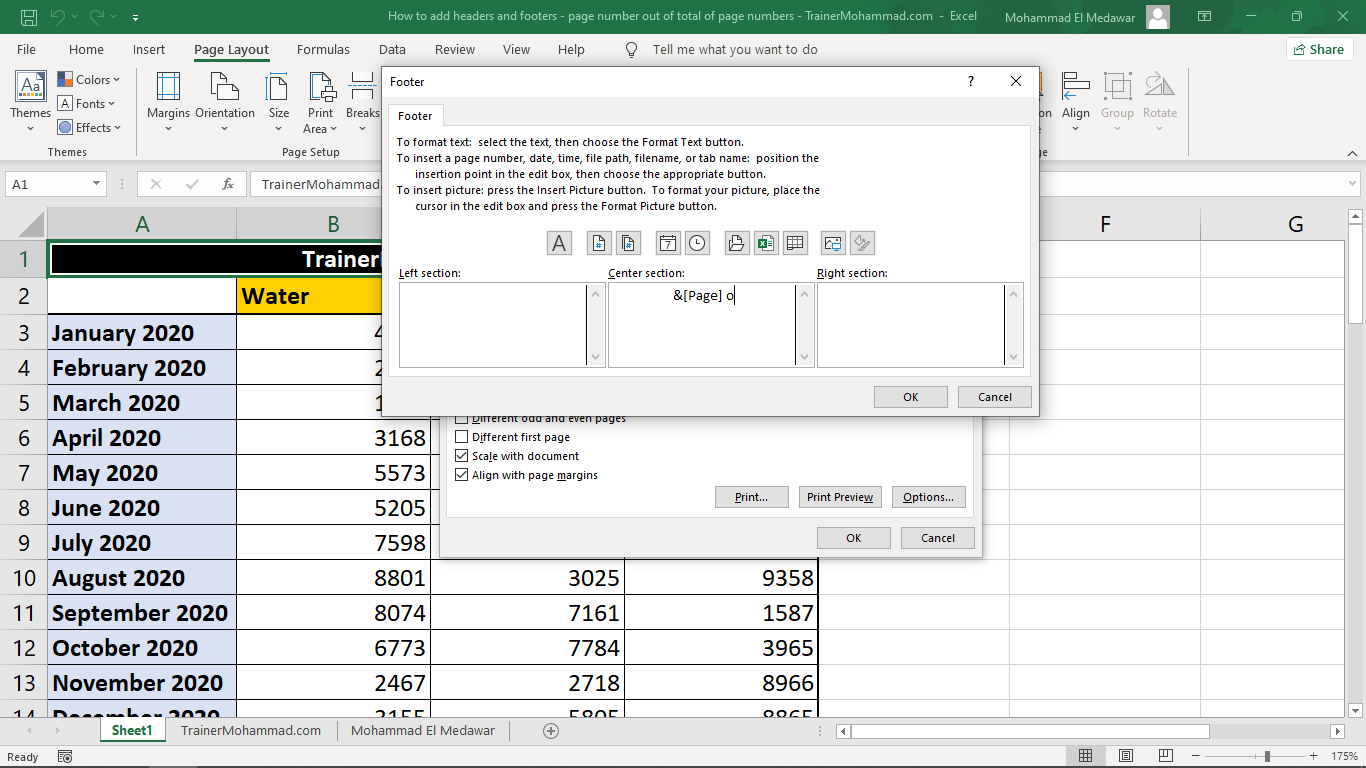 How to add headers and footers - page number out of total of page numbers - TrainerMohammad.com - Excel
Mohammad El Medawar
File Home Insert Page Layout Formulas Data Review View Help Tell me what you want to do Share
Themes Colors Fonts Effects
Themes
Margins Orientation Size Print Area Breaks
Page Setup
Align Group Rotate
A1 fx TrainerMohammad.
Footer ?
Footer
To format text: select the text, then choose the Format Text button.
To insert a page number, date, time, file path, filename, or tab name: position the
insertion point in the edit box, then choose the appropriate button.
To insert picture: press the Insert Picture button. To format your picture, place the
cursor in the edit box and press the Format Picture button.
A # # 7
Left section: Center section: Right section:
&[Page] o
OK Cancel
Different odd and even pages
Different first page
Scale with document
Align with page margins
Print... Print Preview Options...
OK Cancel
A B F G
1 Traine
2 Water
3 January 2020
4 February 2020 2
5 March 2020 1
6 April 2020 3168
7 May 2020 5573
8 June 2020 5205
9 July 2020 7598
10 August 2020 8801 3025 9358
11 September 2020 8074 7161 1587
12 October 2020 6773 7784 3965
13 November 2020 2467 2718 8966
14 December 2020 3155 5805 8865
Sheet1 TrainerMohammad.com Mohammad El Medawar
Ready 175%